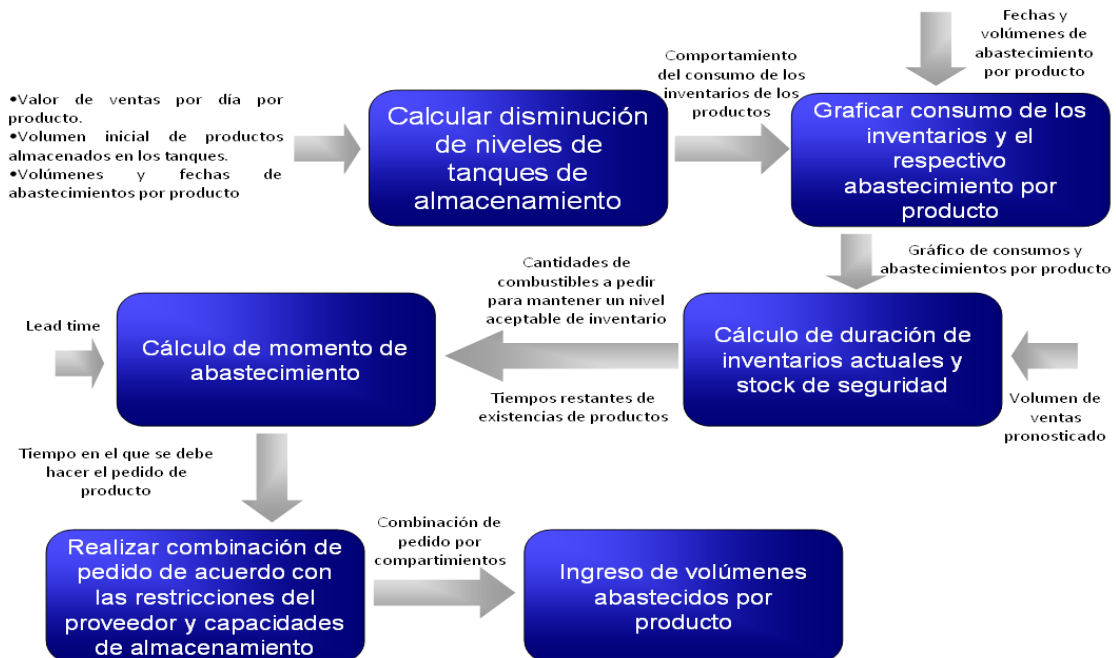 •Valor de ventas por día por
producto.
•Volumen inicial de productos
almacenados en los tanques.
•Volúmenes y fechas de
abastecimientos por producto
Calcular disminución
de niveles de
tanques de
almacenamiento
Comportamiento
del consumo de los
inventarios de los
productos
Fechas y
volúmenes de
abastecimiento
por producto
Graficar consumo de los
inventarios y el
respectivo
abastecimiento por
producto
Gráfico de consumos y
abastecimientos por producto
Volumen de
ventas
pronosticado
Cálculo de duración de
inventarios actuales y
stock de seguridad
Cantidades de
combustibles a pedir
para mantener un nivel
aceptable de inventario
Tiempos restantes de
existencias de productos
Lead time
Cálculo de momento de
abastecimiento
Tiempo en el que se debe
hacer el pedido de
producto
Realizar combinación de
pedido de acuerdo con
las restricciones del
proveedor y capacidades
de almacenamiento
Combinación de
pedido por
compartimientos
Ingreso de volúmenes
abastecidos por
producto